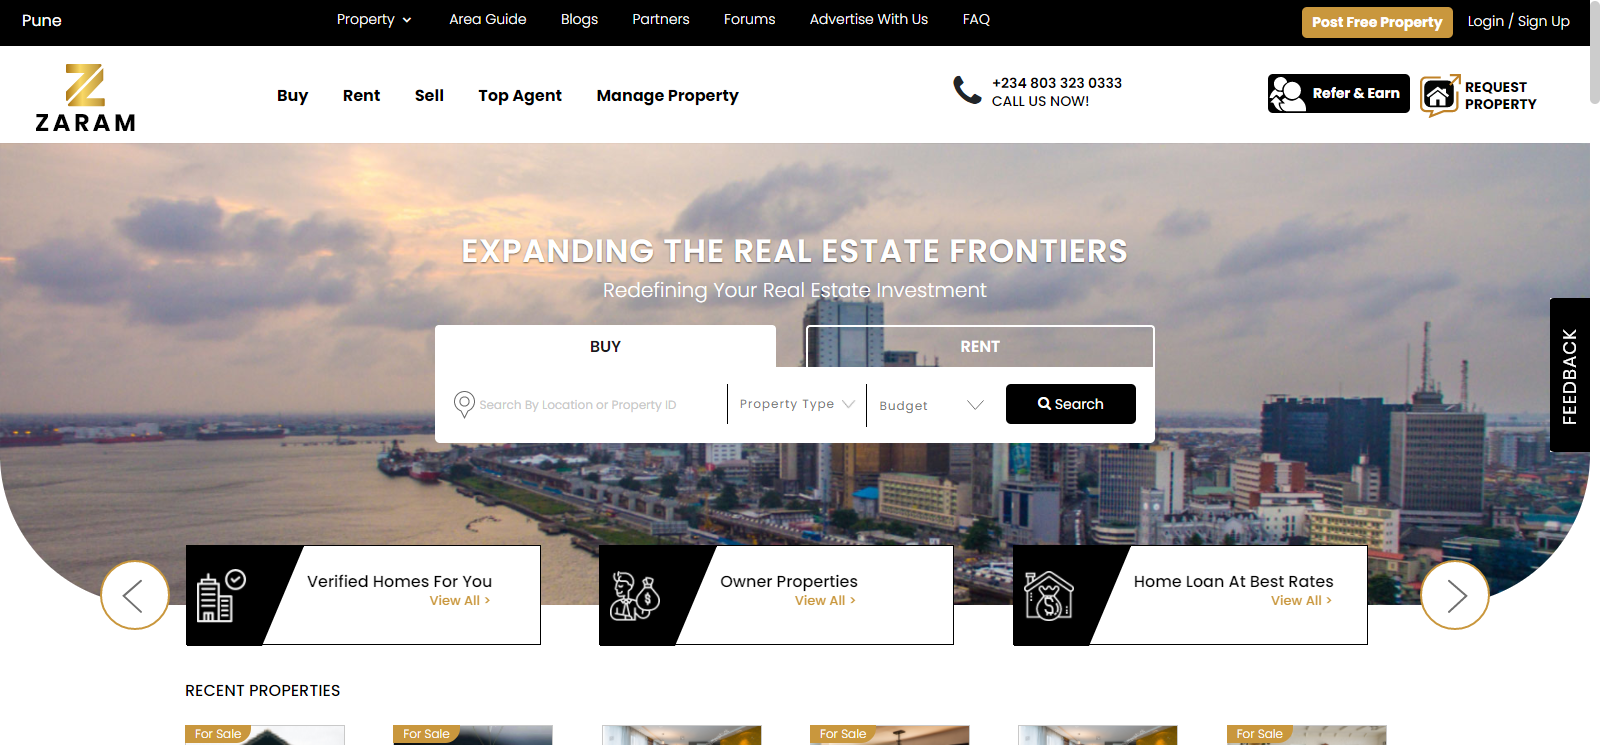 Pune
Property
Area Guide
Blogs
Partners
Forums
Advertise With Us
FAQ
Post Free Property
Login / Sign Up
ZARAM
Buy
Rent
Sell
Top Agent
Manage Property
+234 803 323 0333
CALL US NOW!
Refer & Earn
REQUEST
PROPERTY
EXPANDING THE REAL ESTATE FRONTIERS
Redefining Your Real Estate Investment
BUY
RENT
Search By Location or Property ID
Property Type
Budget
Search
FEEDBACK
Verified Homes For You
View All >
Owner Properties
View All >
Home Loan At Best Rates
View All >
RECENT PROPERTIES
For Sale
For Sale
For Sale
For Sale